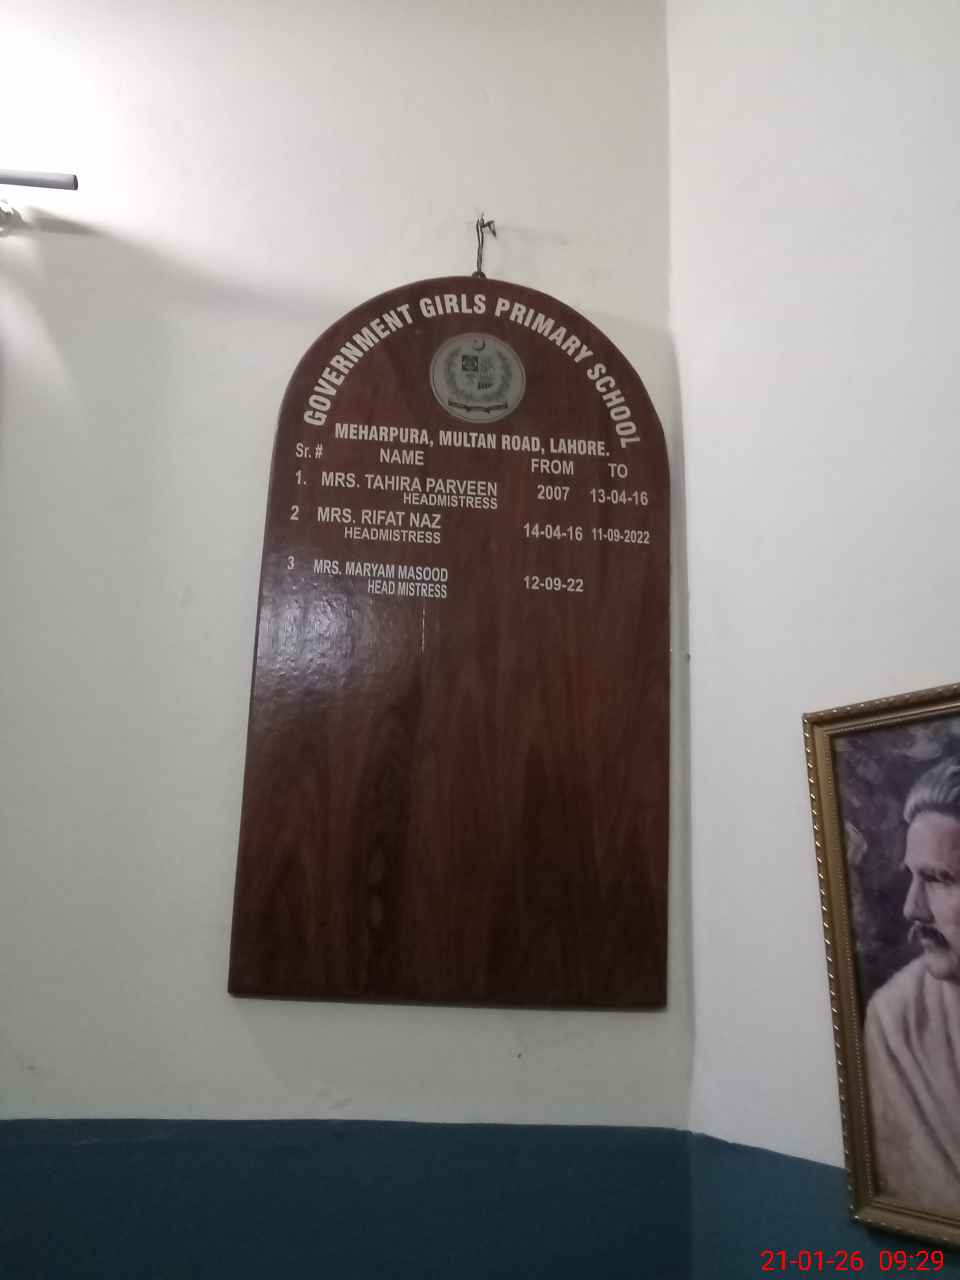 GOVERNMENT GIRLS PRIMARY SCHOOL
MEHARPURA, MULTAN ROAD, LAHORE.
Sr. # NAME FROM TO
1. MRS. TAHIRA PARVEEN 2007 13-04-16
HEADMISTRESS
2 MRS. RIFAT NAZ 14-04-16 11-09-2022
HEADMISTRESS
3 MRS. MARYAM MASOOD 12-09-22
HEAD MISTRESS
21-01-26 09:29